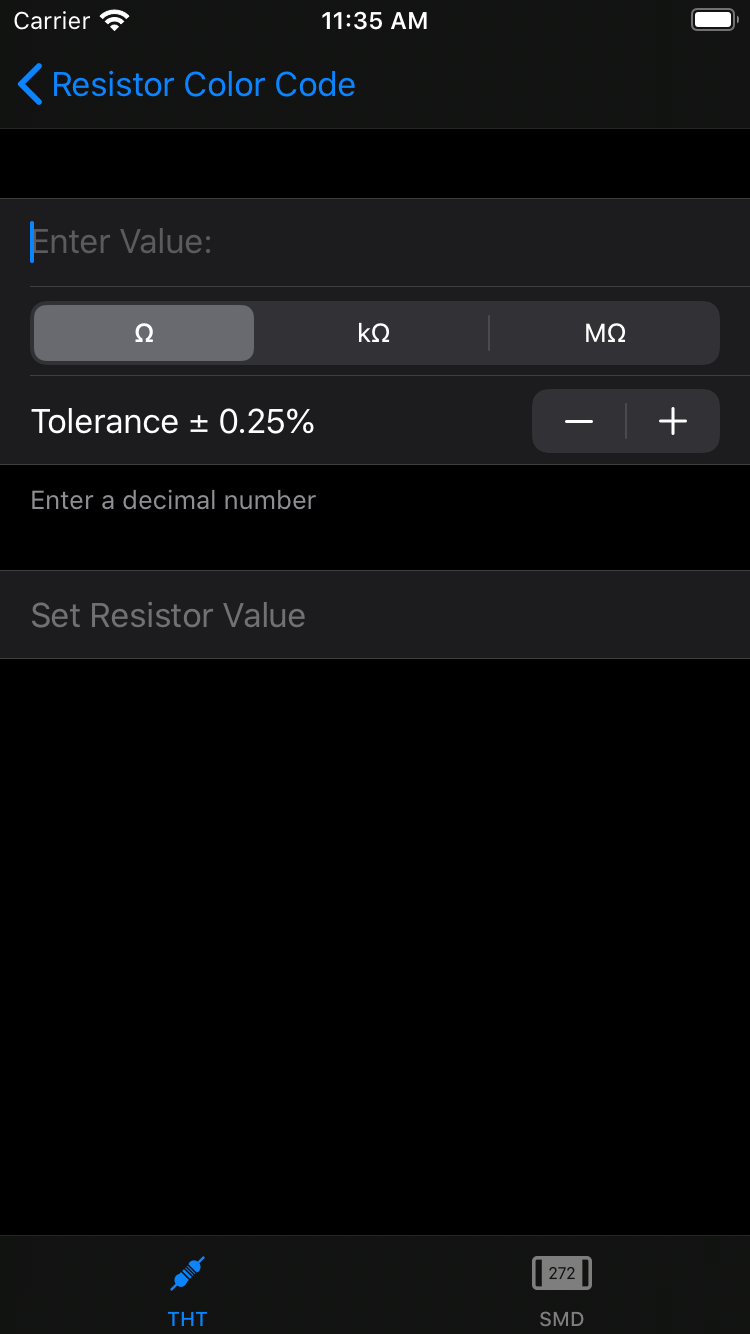 Carrier 11:35 AM
Resistor Color Code
Enter Value:
Ω kΩ MΩ
Tolerance ± 0.25%
Enter a decimal number
Set Resistor Value
272
THT SMD